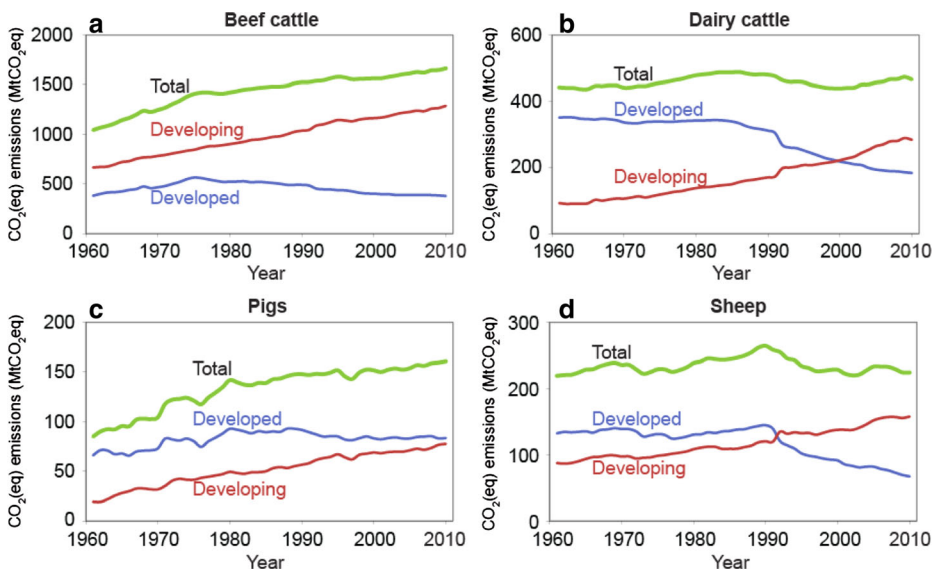 a Beef cattle
CO₂(eq) emissions (MtCO₂eq)
2000
1500
1000
500
0
Total
Developing
Developed
1960 1970 1980 1990 2000 2010
Year
b Dairy cattle
CO₂(eq) emissions (MtCO₂eq)
600
400
200
0
Total
Developed
Developing
1960 1970 1980 1990 2000 2010
Year
c Pigs
CO₂(eq) emissions (MtCO₂eq)
200
150
100
50
0
Total
Developed
Developing
1960 1970 1980 1990 2000 2010
Year
d Sheep
CO₂(eq) emissions (MtCO₂eq)
300
200
100
0
Total
Developed
Developing
1960 1970 1980 1990 2000 2010
Year